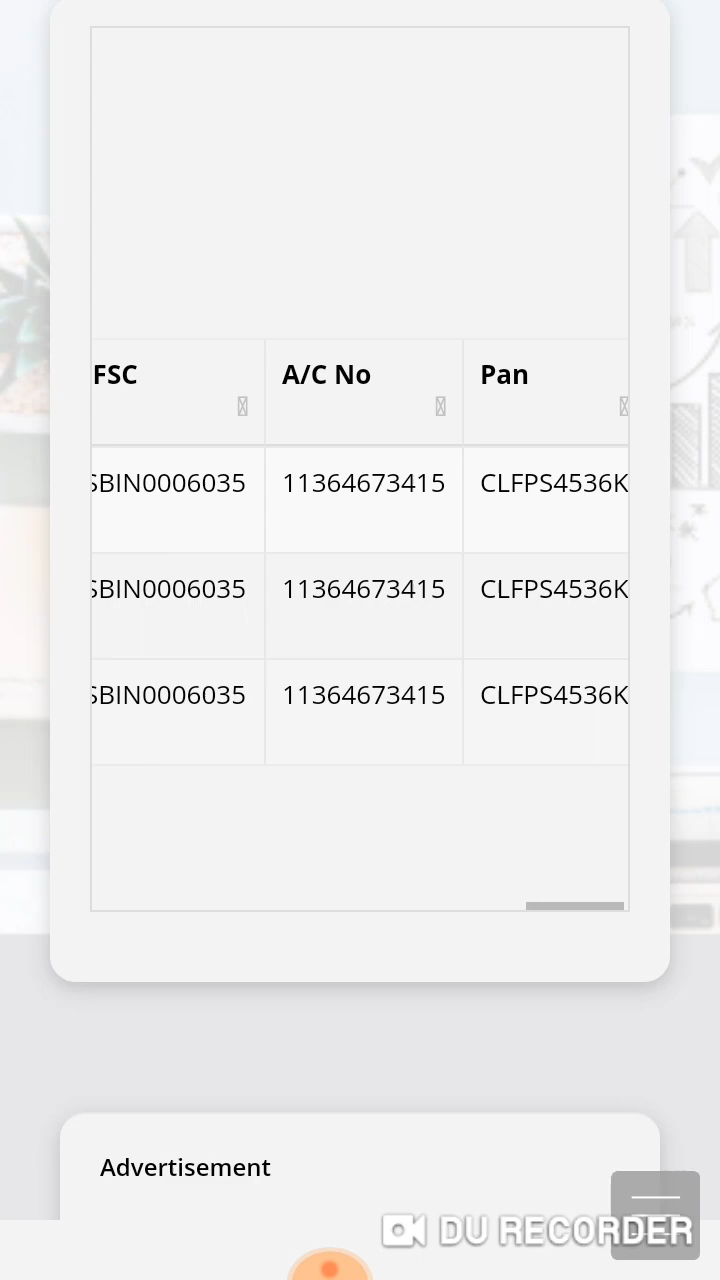 FSC A/C No Pan
SBIN0006035 11364673415 CLFPS4536K
SBIN0006035 11364673415 CLFPS4536K
SBIN0006035 11364673415 CLFPS4536K
Advertisement
DU RECORDER